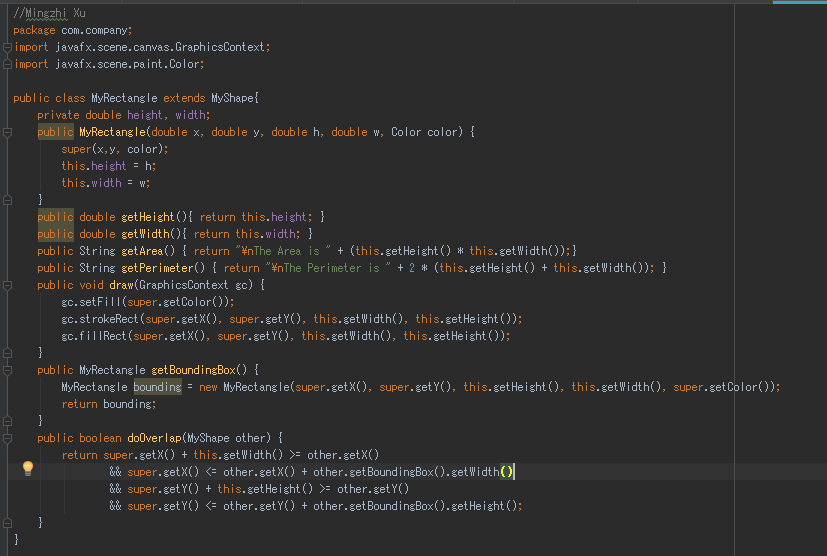 //Mingzhi Xu
package com.company;
import javafx.scene.canvas.GraphicsContext;
import javafx.scene.paint.Color;
public class MyRectangle extends MyShape{
private double height, width;
public MyRectangle(double x, double y, double h, double w, Color color) {
super(x,y, color);
this.height = h;
this.width = w;
}
public double getHeight(){ return this.height; }
public double getWidth(){ return this.width; }
public String getArea() { return "¥nThe Area is " + (this.getHeight() * this.getWidth());}
public String getPerimeter() { return "¥nThe Perimeter is " + 2 * (this.getHeight() + this.getWidth()); }
public void draw(GraphicsContext gc) {
gc.setFill(super.getColor());
gc.strokeRect(super.getX(), super.getY(), this.getWidth(), this.getHeight());
gc.fillRect(super.getX(), super.getY(), this.getWidth(), this.getHeight());
}
public MyRectangle getBoundingBox() {
MyRectangle bounding = new MyRectangle(super.getX(), super.getY(), this.getHeight(), this.getWidth(), super.getColor());
return bounding;
}
public boolean doOverlap(MyShape other) {
return super.getX() + this.getWidth() >= other.getX()
&& super.getX() <= other.getX() + other.getBoundingBox().getWidth()
&& super.getY() + this.getHeight() >= other.getY()
&& super.getY() <= other.getY() + other.getBoundingBox().getHeight();
}
}